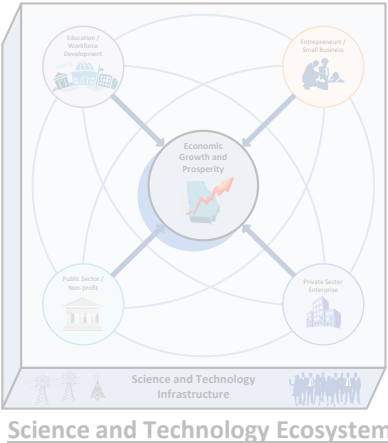 Education /
Workforce
Development
Entrepreneurs /
Small Business
Economic
Growth and
Prosperity
Public Sector /
Non-profit
Private Sector
Enterprise
Science and Technology
Infrastructure
Science and Technology Ecosystem